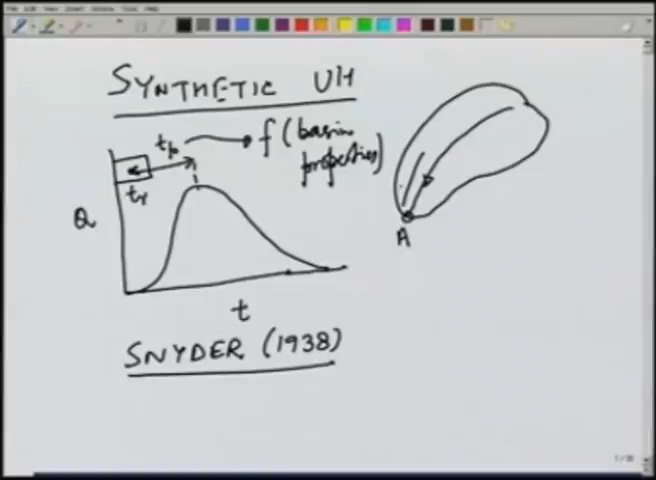 SYNTHETIC UH
tp → f (basin
properties)
tr
Q
A
t
SNYDER (1938)